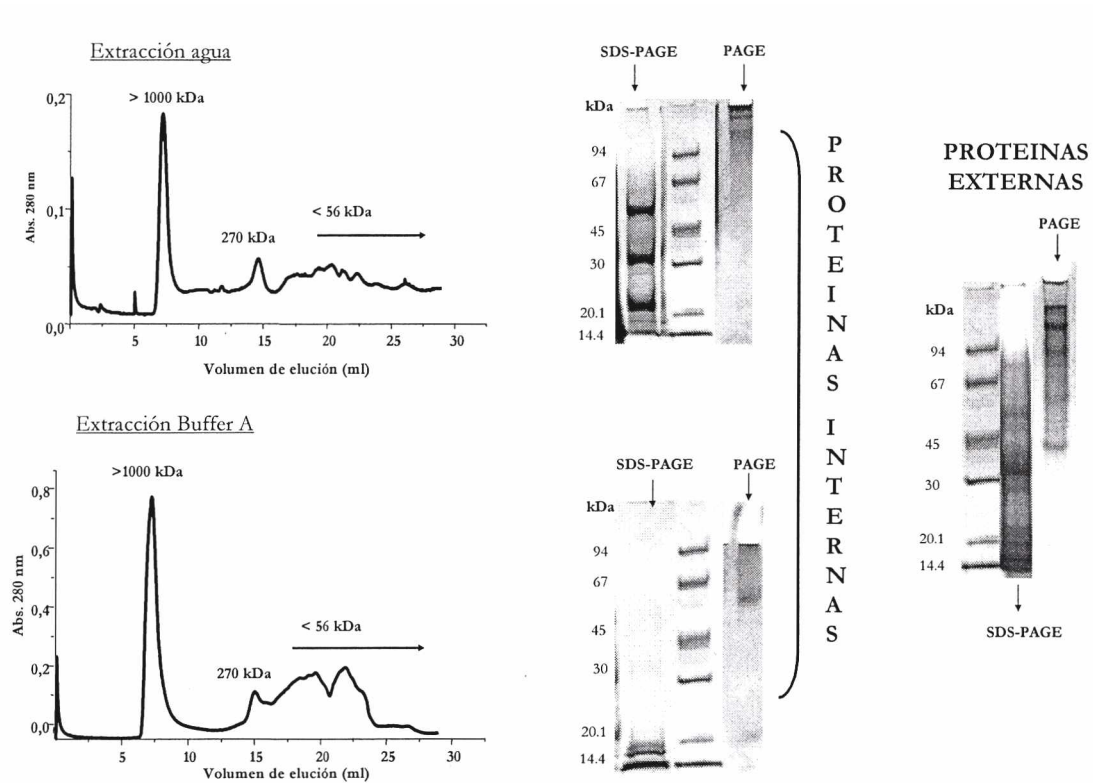 Extracción agua
> 1000 kDa
0,2
0,1
0,0
Abs. 280 nm
270 kDa
< 56 kDa
5
10
15
20
25
30
Volumen de elución (ml)
Extracción Buffer A
>1000 kDa
0,8
0,6
0,4
0,2
0,0
Abs. 280 nm
270 kDa
< 56 kDa
5
10
15
20
25
30
Volumen de elución (ml)
SDS-PAGE
PAGE
kDa
94
67
45
30
20.1
14.4
SDS-PAGE
PAGE
kDa
94
67
45
30
20.1
14.4
PROTEINAS INTERNAS
PROTEINAS
EXTERNAS
PAGE
kDa
94
67
45
30
20.1
14.4
SDS-PAGE